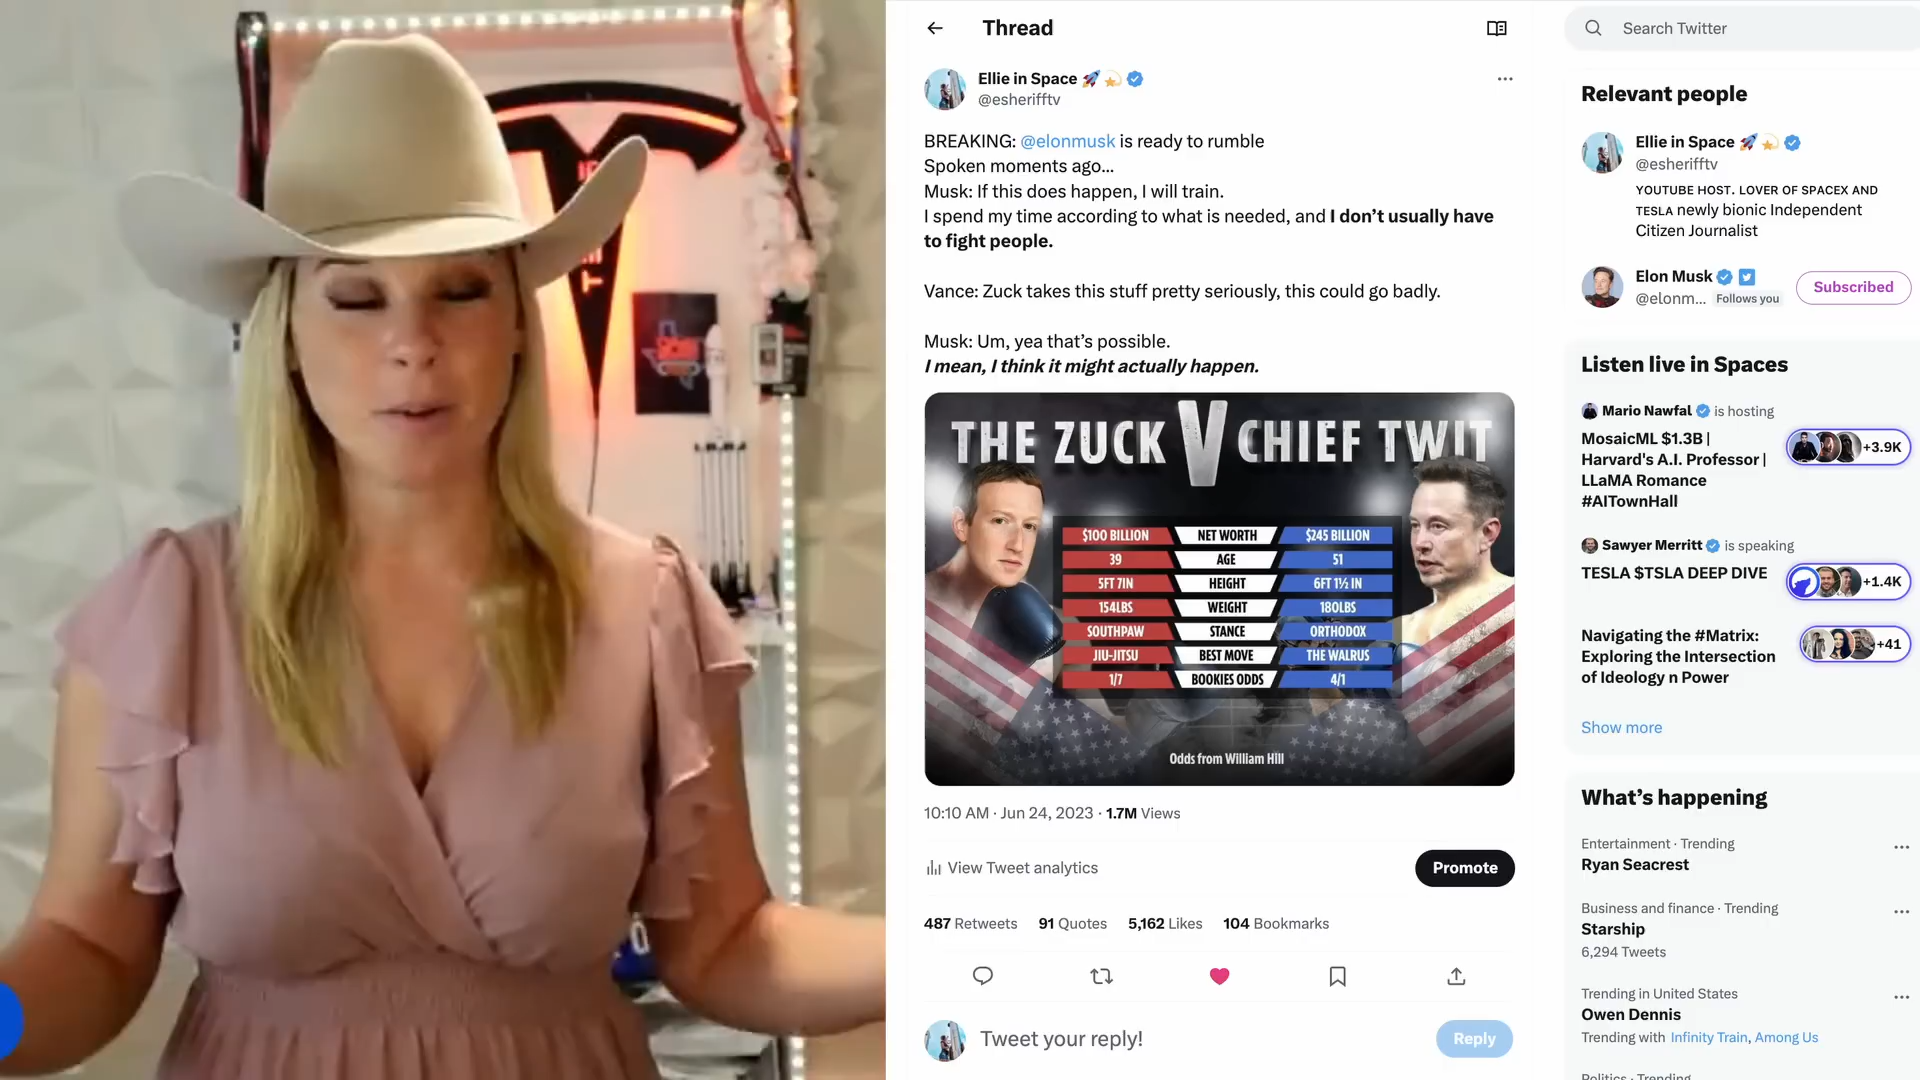 Thread
Search Twitter
Ellie in Space 🚀 💫
@esherifftv
BREAKING: @elonmusk is ready to rumble
Spoken moments ago...
Musk: If this does happen, I will train.
I spend my time according to what is needed, and I don't usually have
to fight people.
Vance: Zuck takes this stuff pretty seriously, this could go badly.
Musk: Um, yea that's possible.
I mean, I think it might actually happen.
THE ZUCK V CHIEF TWIT
$100 BILLION NET WORTH $245 BILLION
39 AGE 51
5FT 7IN HEIGHT 6FT 1½ IN
154LBS WEIGHT 180LBS
SOUTHPAW STANCE ORTHODOX
JIU-JITSU BEST MOVE THE WALRUS
1/7 BOOKIES ODDS 4/1
Odds from William Hill
10:10 AM · Jun 24, 2023 · 1.7M Views
View Tweet analytics
Promote
487 Retweets 91 Quotes 5,162 Likes 104 Bookmarks
Tweet your reply!
Reply
Relevant people
Ellie in Space 🚀 💫
@esherifftv
YOUTUBE HOST. LOVER OF SPACEX AND
TESLA newly bionic Independent
Citizen Journalist
Elon Musk
@elonm... Follows you
Subscribed
Listen live in Spaces
Mario Nawfal is hosting
MosaicML $1.3B |
Harvard's A.I. Professor |
LLaMA Romance
#AITownHall
+3.9K
Sawyer Merritt is speaking
TESLA $TSLA DEEP DIVE
+1.4K
Navigating the #Matrix:
Exploring the Intersection
of Ideology n Power
+41
Show more
What's happening
Entertainment · Trending
Ryan Seacrest
Business and finance · Trending
Starship
6,294 Tweets
Trending in United States
Owen Dennis
Trending with Infinity Train, Among Us
Politics · Trending